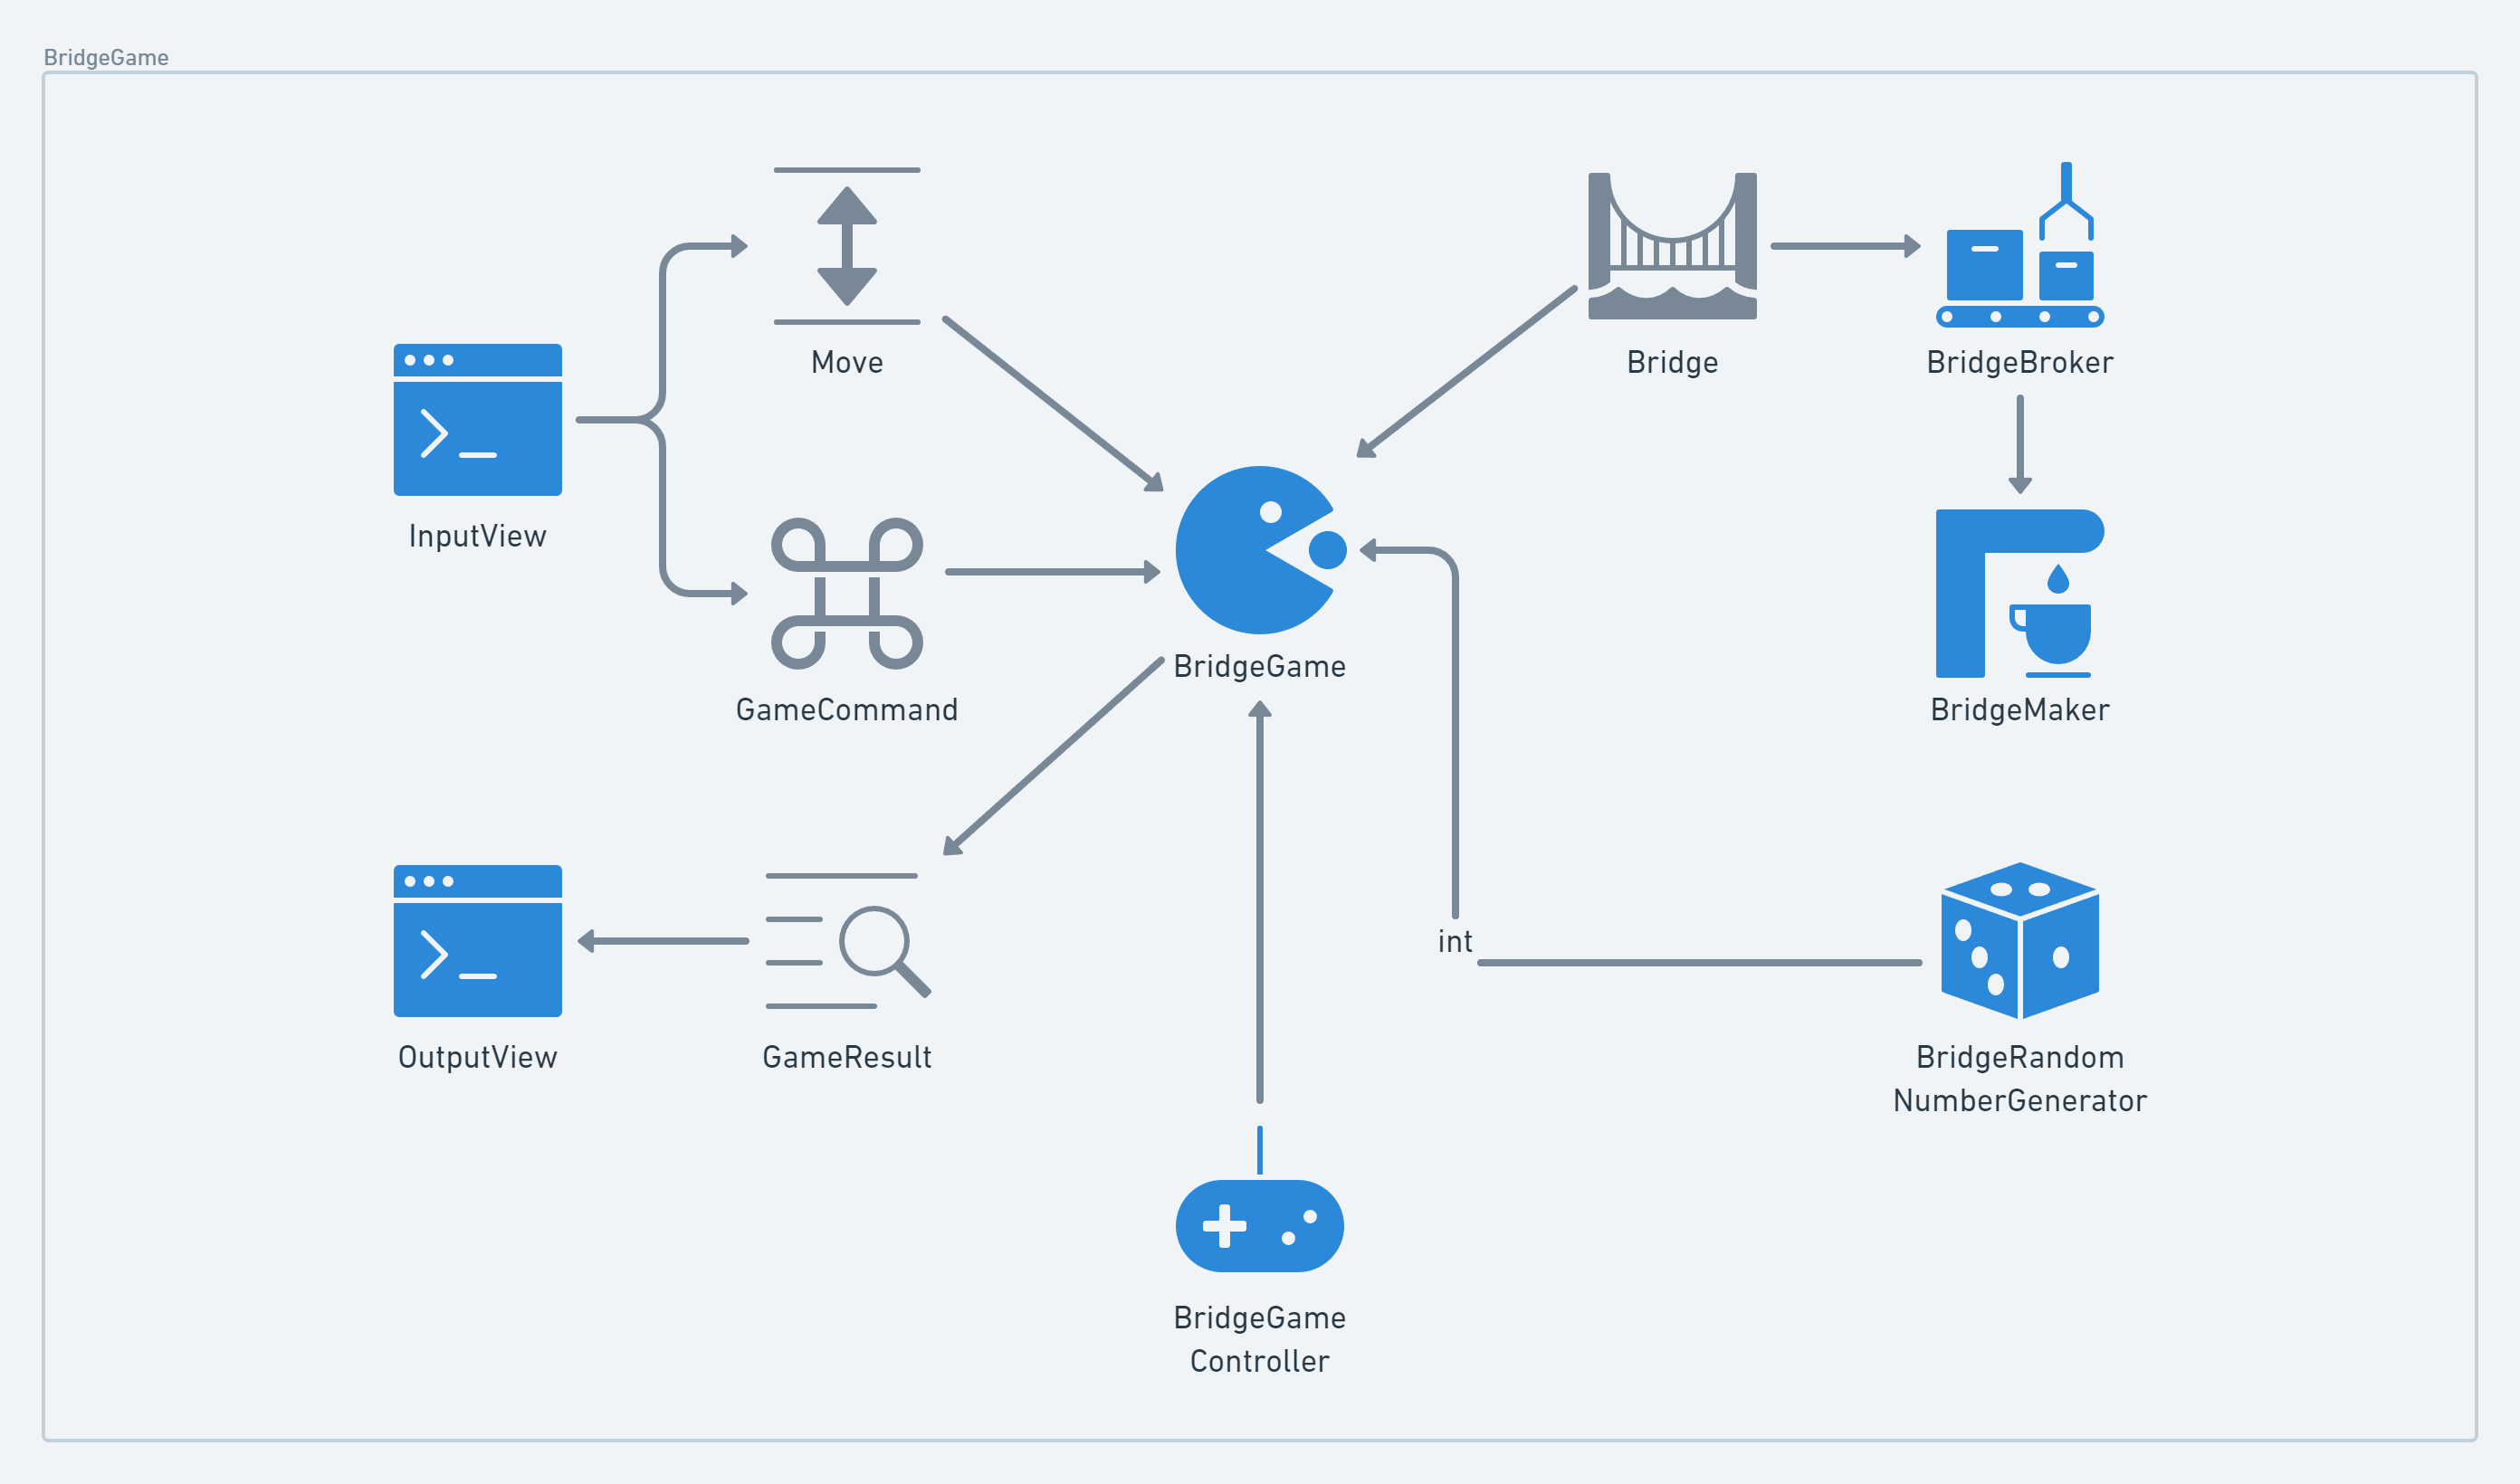 BridgeGame
Move
Bridge
BridgeBroker
InputView
BridgeGame
GameCommand
BridgeMaker
int
OutputView
GameResult
BridgeRandom
NumberGenerator
BridgeGame
Controller